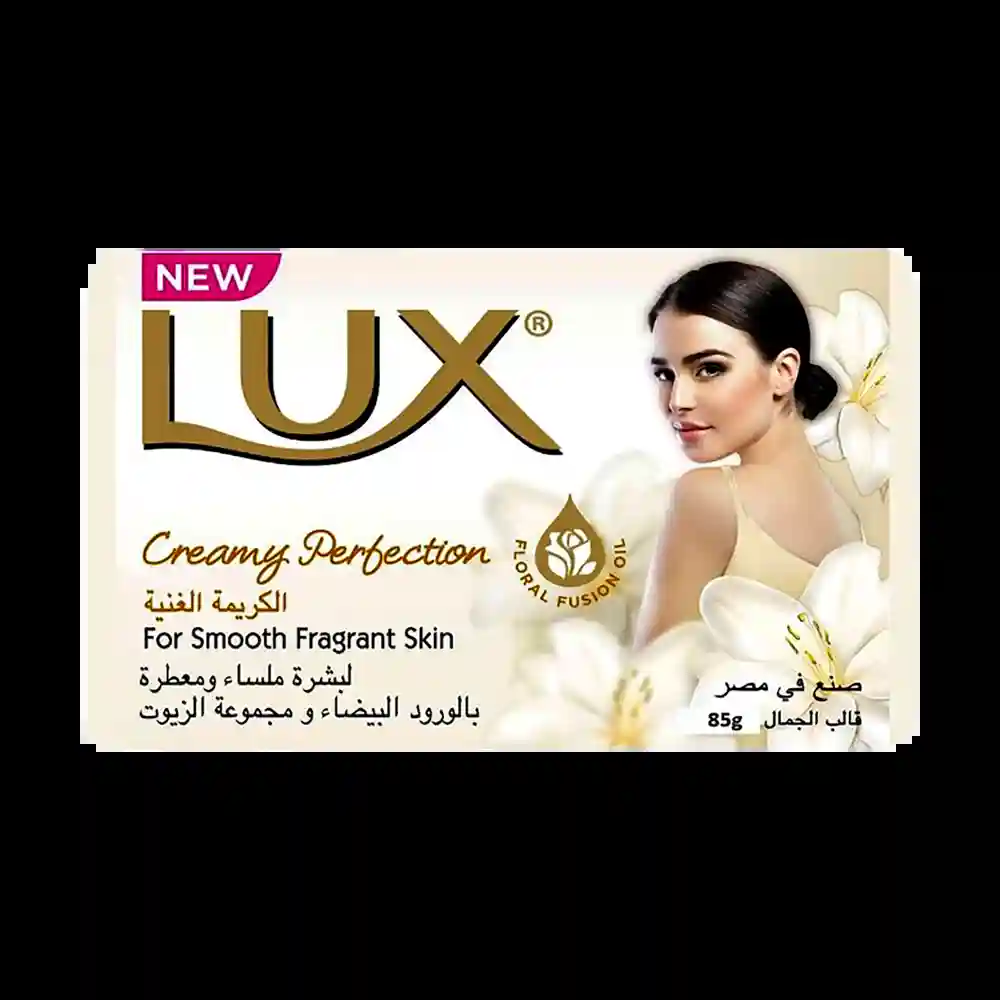 NEW
LUX®
Creamy Perfection
الكريمة الغنية
For Smooth Fragrant Skin
لبشرة ملساء ومعطرة
بالورود البيضاء و مجموعة الزيوت
FLORAL FUSION OIL
صنع في مصر
قالب الجمال 85g